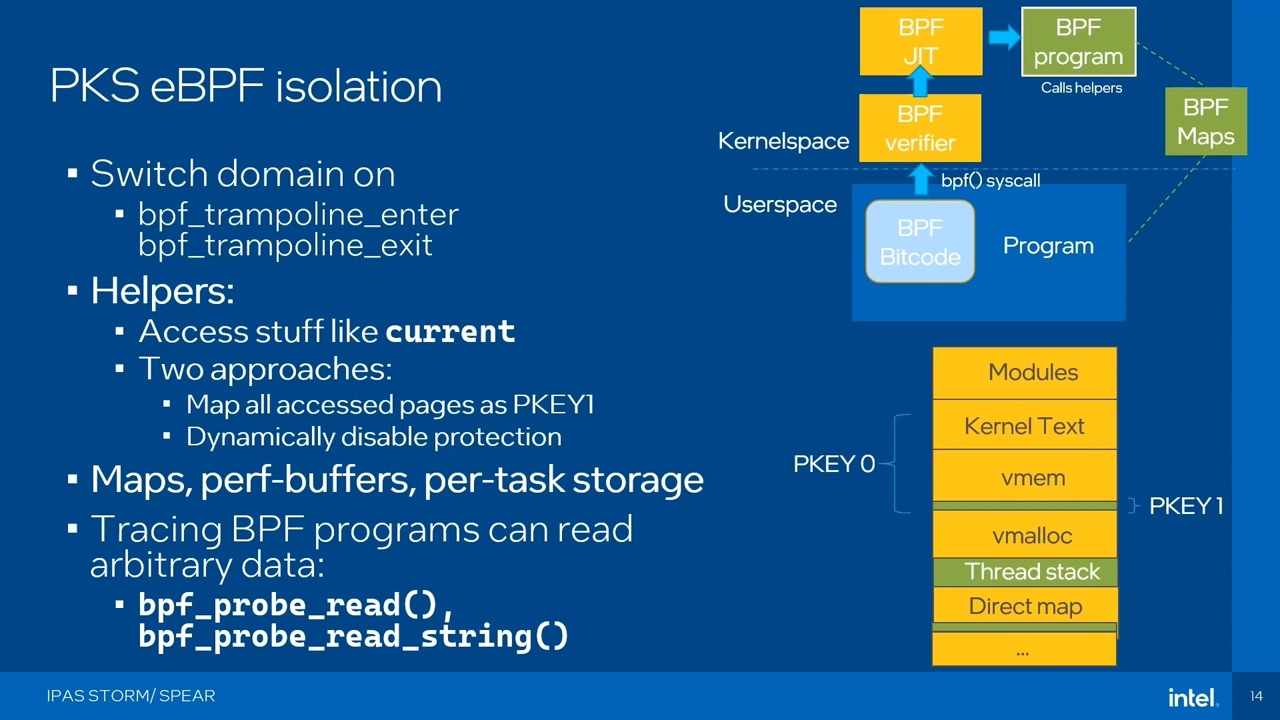 PKS eBPF isolation
▪ Switch domain on
▪ bpf_trampoline_enter
bpf_trampoline_exit
▪ Helpers:
▪ Access stuff like current
▪ Two approaches:
▪ Map all accessed pages as PKEY1
▪ Dynamically disable protection
▪ Maps, perf-buffers, per-task storage
▪ Tracing BPF programs can read
arbitrary data:
▪ bpf_probe_read(),
bpf_probe_read_string()
BPF
JIT
BPF
program
Calls helpers
BPF
Maps
BPF
verifier
Kernelspace
bpf() syscall
Userspace
BPF
Bitcode
Program
Modules
Kernel Text
PKEY 0
vmem
PKEY 1
vmalloc
Thread stack
Direct map
...
IPAS STORM/ SPEAR
intel.
14